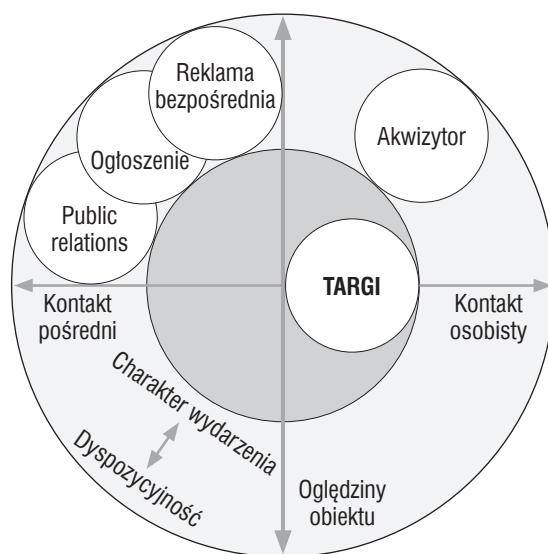 Reklama
bezpośrednia
Akwizytor
Ogłoszenie
Public
relations
TARGI
Kontakt
pośredni
Kontakt
osobisty
Charakter wydarzenia
Dyspozycyjność
Oględziny
obiektu